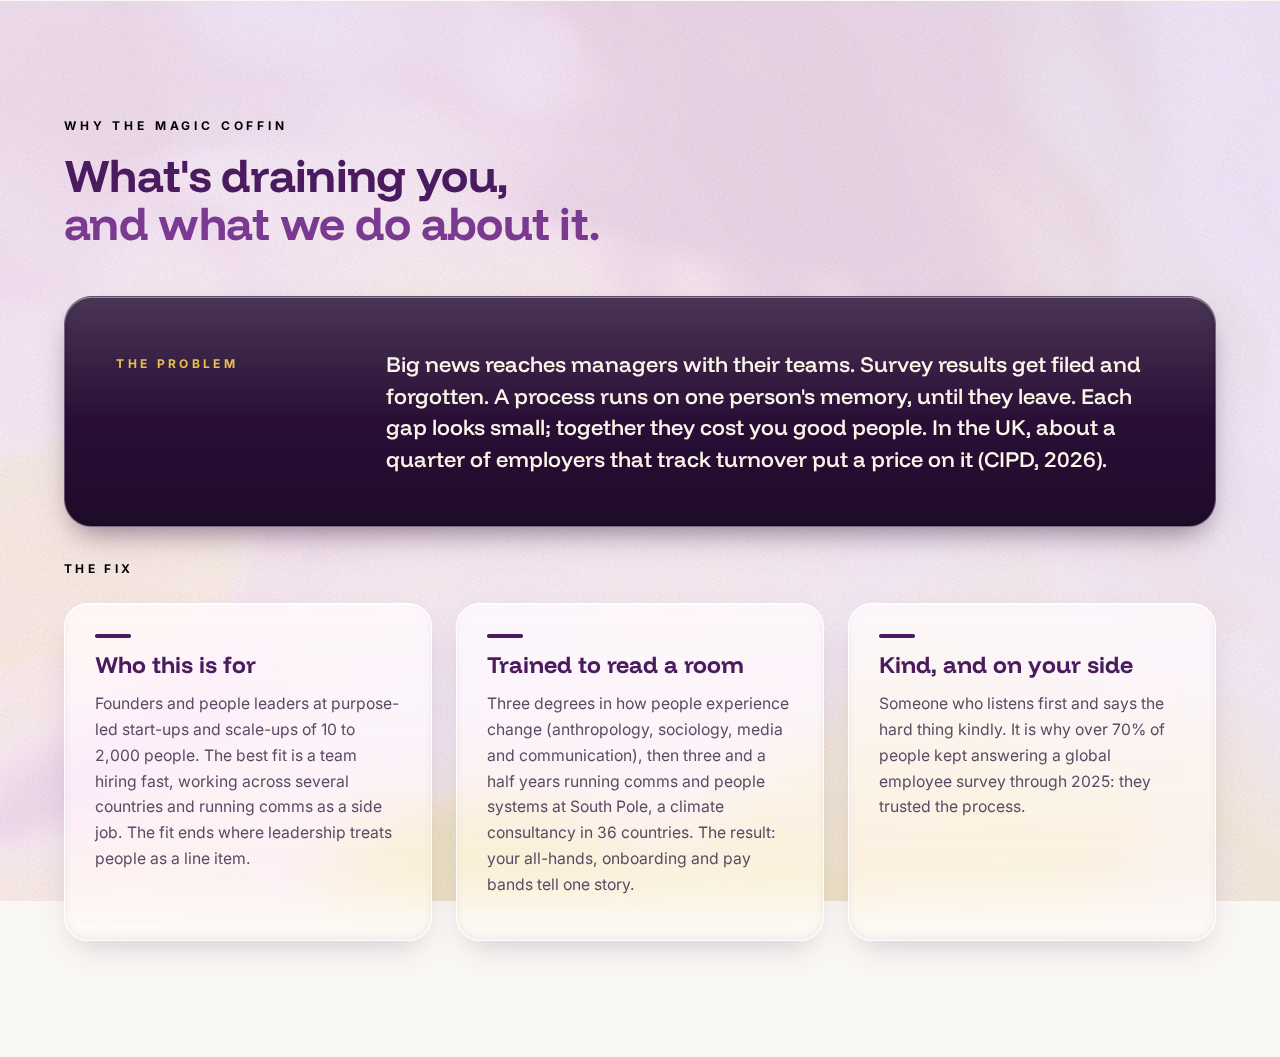 WHY THE MAGIC COFFIN
What's draining you,
and what we do about it.
THE PROBLEM
Big news reaches managers with their teams. Survey results get filed and
forgotten. A process runs on one person's memory, until they leave. Each
gap looks small; together they cost you good people. In the UK, about a
quarter of employers that track turnover put a price on it (CIPD, 2026).
THE FIX
Who this is for
Founders and people leaders at purpose-
led start-ups and scale-ups of 10 to
2,000 people. The best fit is a team
hiring fast, working across several
countries and running comms as a side
job. The fit ends where leadership treats
people as a line item.
Trained to read a room
Three degrees in how people experience
change (anthropology, sociology, media
and communication), then three and a
half years running comms and people
systems at South Pole, a climate
consultancy in 36 countries. The result:
your all-hands, onboarding and pay
bands tell one story.
Kind, and on your side
Someone who listens first and says the
hard thing kindly. It is why over 70% of
people kept answering a global
employee survey through 2025: they
trusted the process.